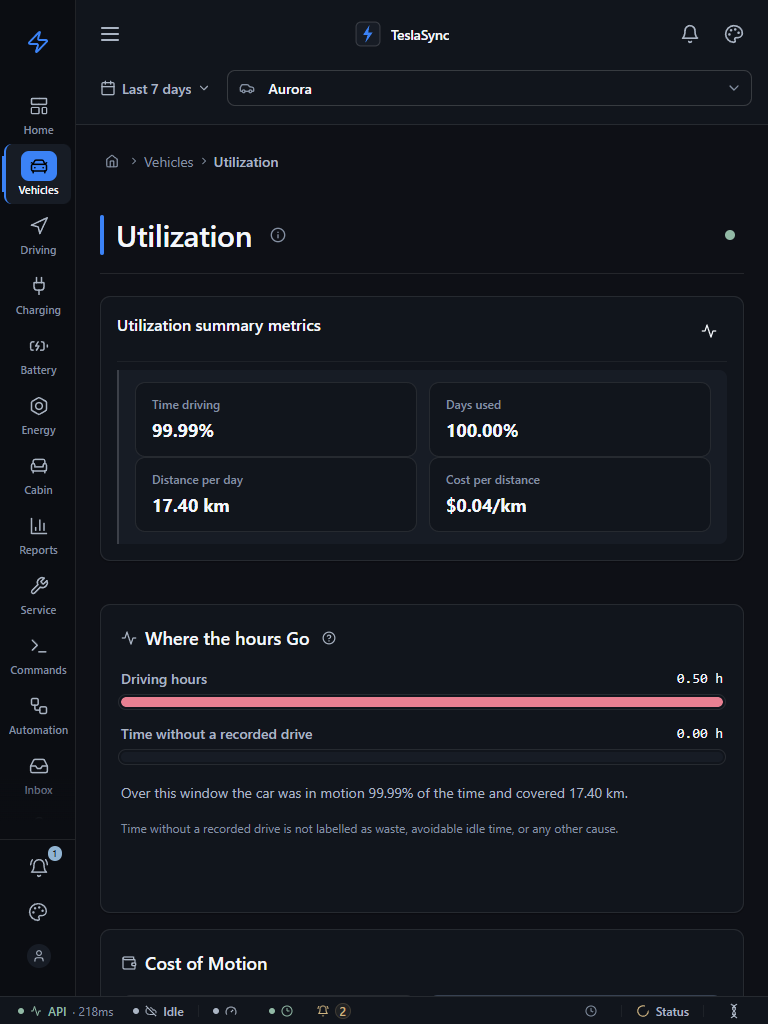 TeslaSync
Last 7 days
Aurora
Home
Vehicles
Driving
Charging
Battery
Energy
Cabin
Reports
Service
Commands
Automation
Inbox
1
Vehicles
Utilization
Utilization
Utilization summary metrics
Time driving
99.99%
Days used
100.00%
Distance per day
17.40 km
Cost per distance
$0.04/km
Where the hours Go
Driving hours
0.50 h
Time without a recorded drive
0.00 h
Over this window the car was in motion 99.99% of the time and covered 17.40 km.
Time without a recorded drive is not labelled as waste, avoidable idle time, or any other cause.
Cost of Motion
API · 218ms
Idle
2
Status